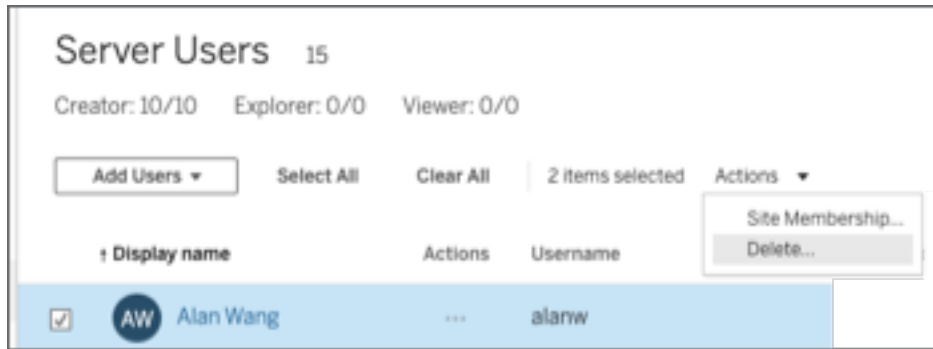 Server Users 15
Creator: 10/10 Explorer: 0/0 Viewer: 0/0
Add Users ▾ Select All Clear All 2 items selected Actions ▾
Site Membership...
Delete...
↑ Display name Actions Username
AW Alan Wang ... alanw